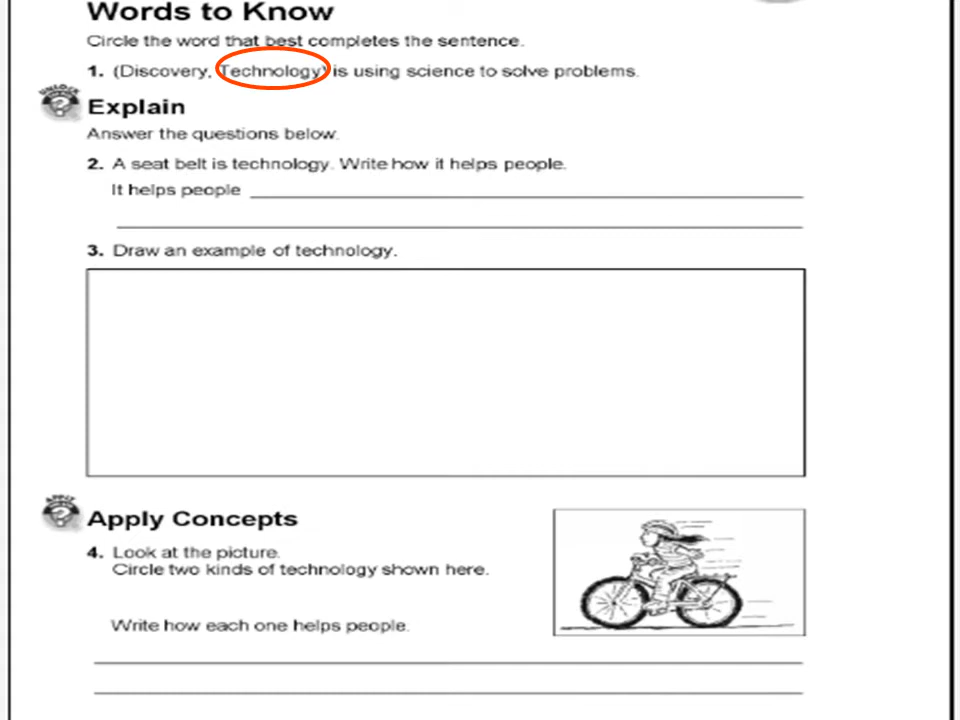 Words to Know
Circle the word that best completes the sentence.
1. (Discovery, Technology) is using science to solve problems.
Explain
Answer the questions below.
2. A seat belt is technology. Write how it helps people.
It helps people
3. Draw an example of technology.
Apply Concepts
4. Look at the picture.
Circle two kinds of technology shown here.
Write how each one helps people.